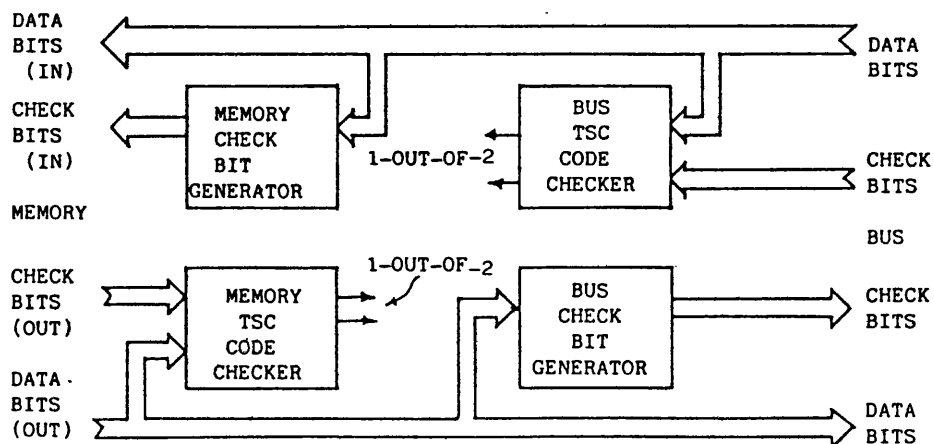 DATA
BITS
(IN)
DATA
BITS
CHECK
BITS
(IN)
MEMORY
CHECK
BIT
GENERATOR
1-OUT-OF-2
BUS
TSC
CODE
CHECKER
CHECK
BITS
MEMORY
BUS
CHECK
BITS
(OUT)
MEMORY
TSC
CODE
CHECKER
1-OUT-OF-2
BUS
CHECK
BIT
GENERATOR
CHECK
BITS
DATA
BITS
(OUT)
DATA
BITS